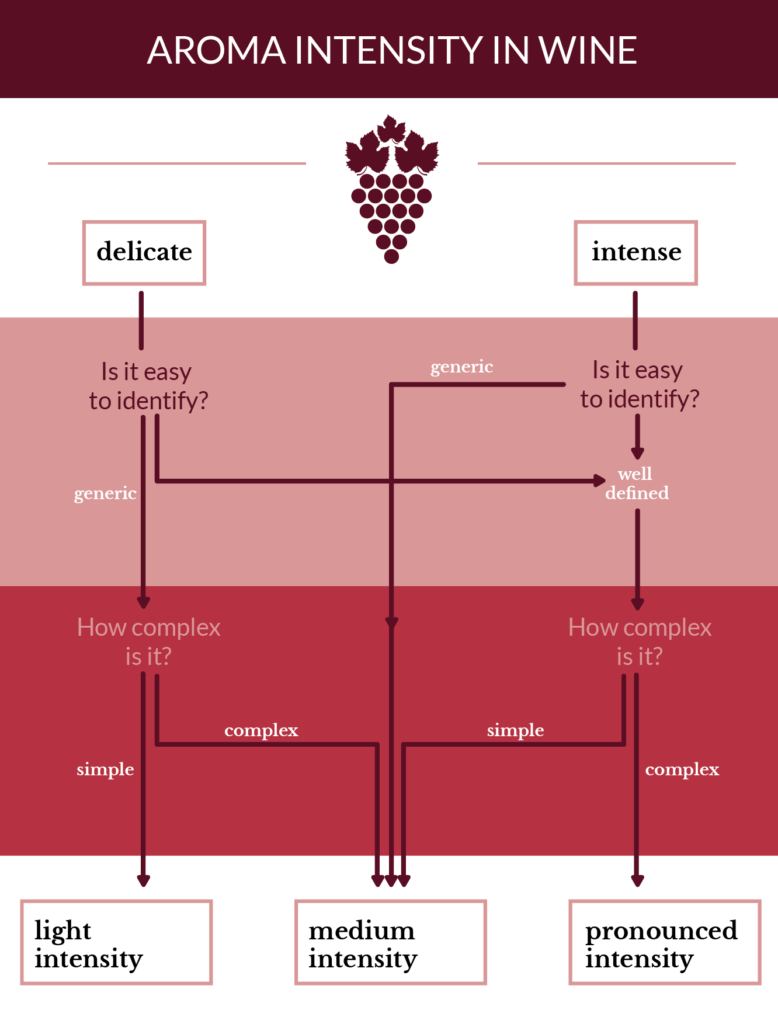 AROMA INTENSITY IN WINE
delicate
intense
Is it easy
to identify?
generic
Is it easy
to identify?
generic
well
defined
How complex
is it?
How complex
is it?
complex
simple
simple
complex
light
intensity
medium
intensity
pronounced
intensity